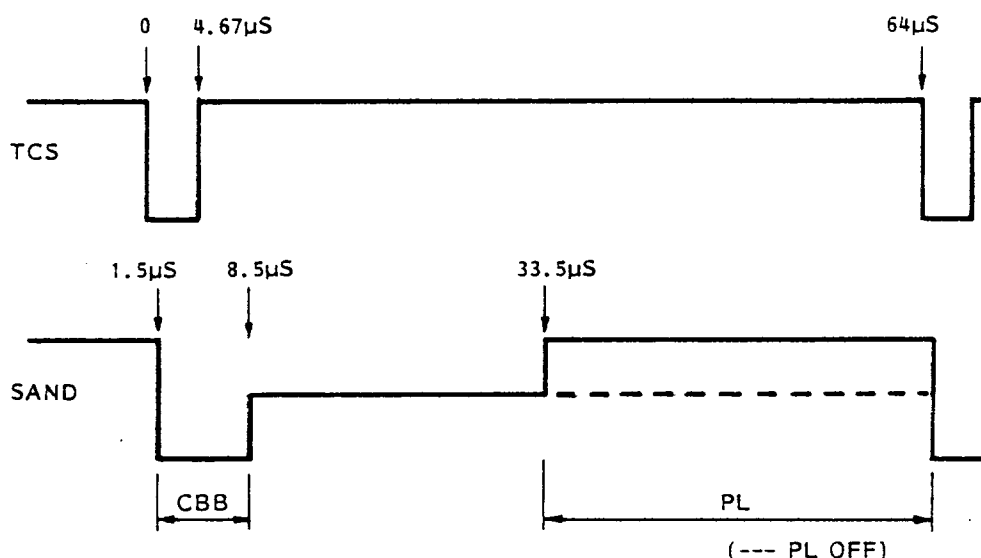 0 4.67µS 64µS
TCS
1.5µS 8.5µS 33.5µS
SAND
CBB PL
(--- PL OFF)